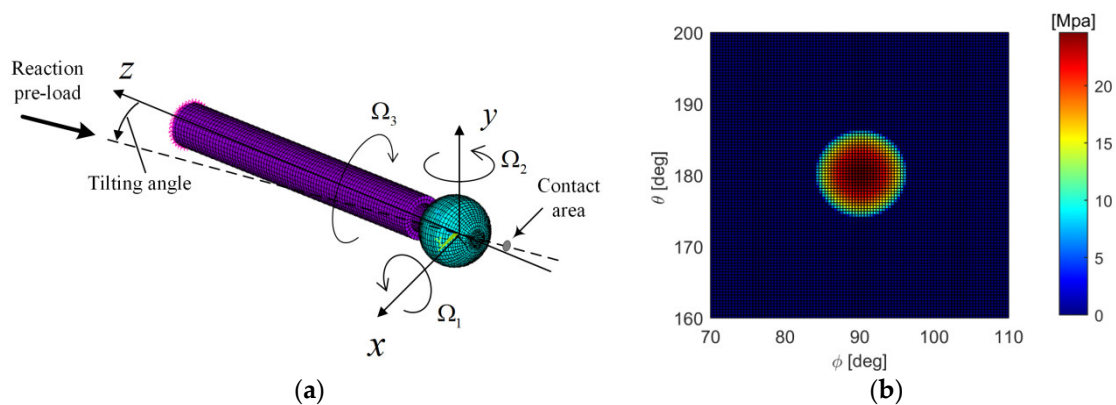 Reaction
pre-load
z
Tilting angle
Ω₃
y
Ω₂
Contact
area
Ω₁
x
(a)
[Mpa]
200
190
180
170
160
θ [deg]
70
80
90
100
110
ϕ [deg]
20
15
10
5
0
(b)